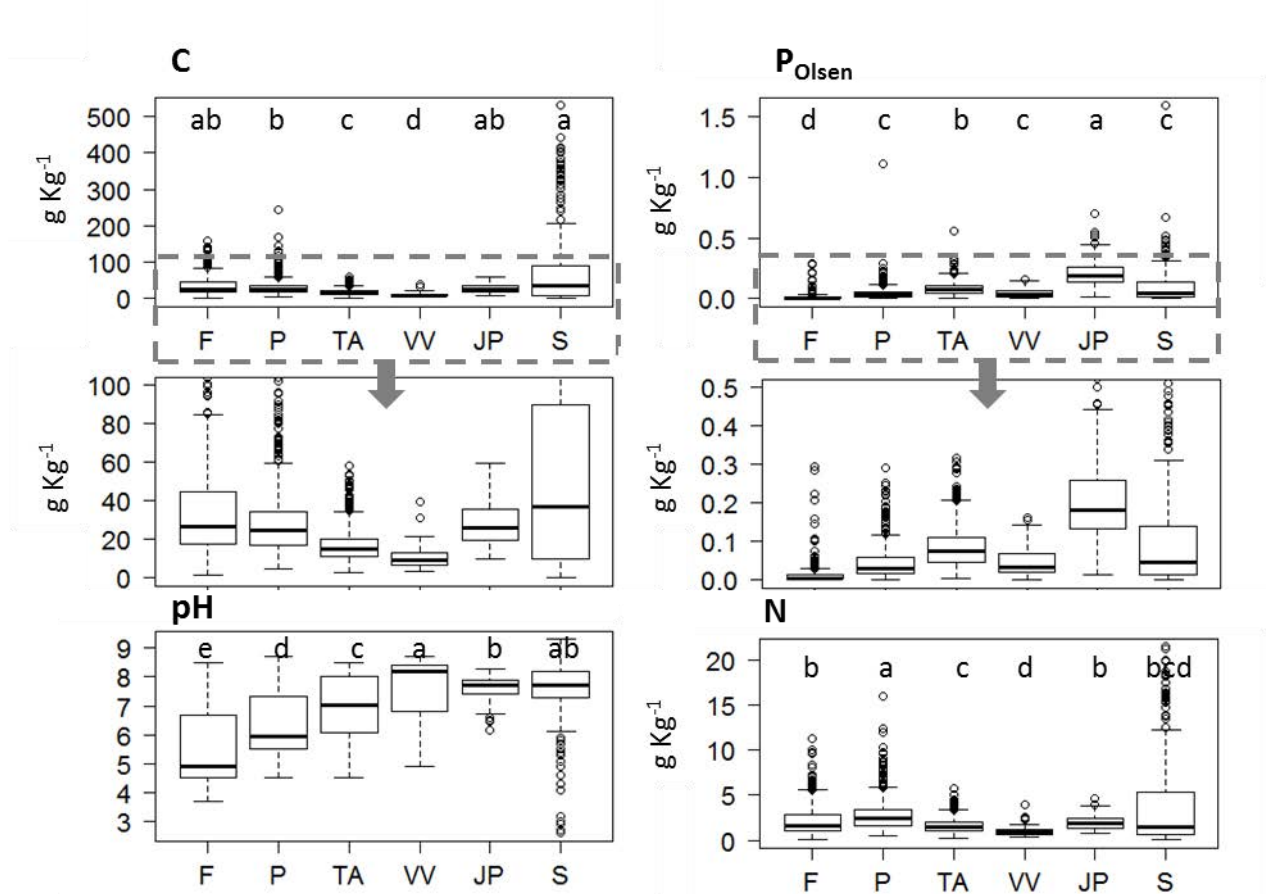 C
g Kg-1
500
400
300
200
100
0
ab b c d ab a
F P TA VV JP S
g Kg-1
100
80
60
40
20
0
pH
9
8
7
6
5
4
3
e d c a b ab
F P TA VV JP S
POlsen
g Kg-1
1.5
1.0
0.5
0.0
d c b c a c
F P TA VV JP S
g Kg-1
0.5
0.4
0.3
0.2
0.1
0.0
N
g Kg-1
20
15
10
5
0
b a c d b bcd
F P TA VV JP S